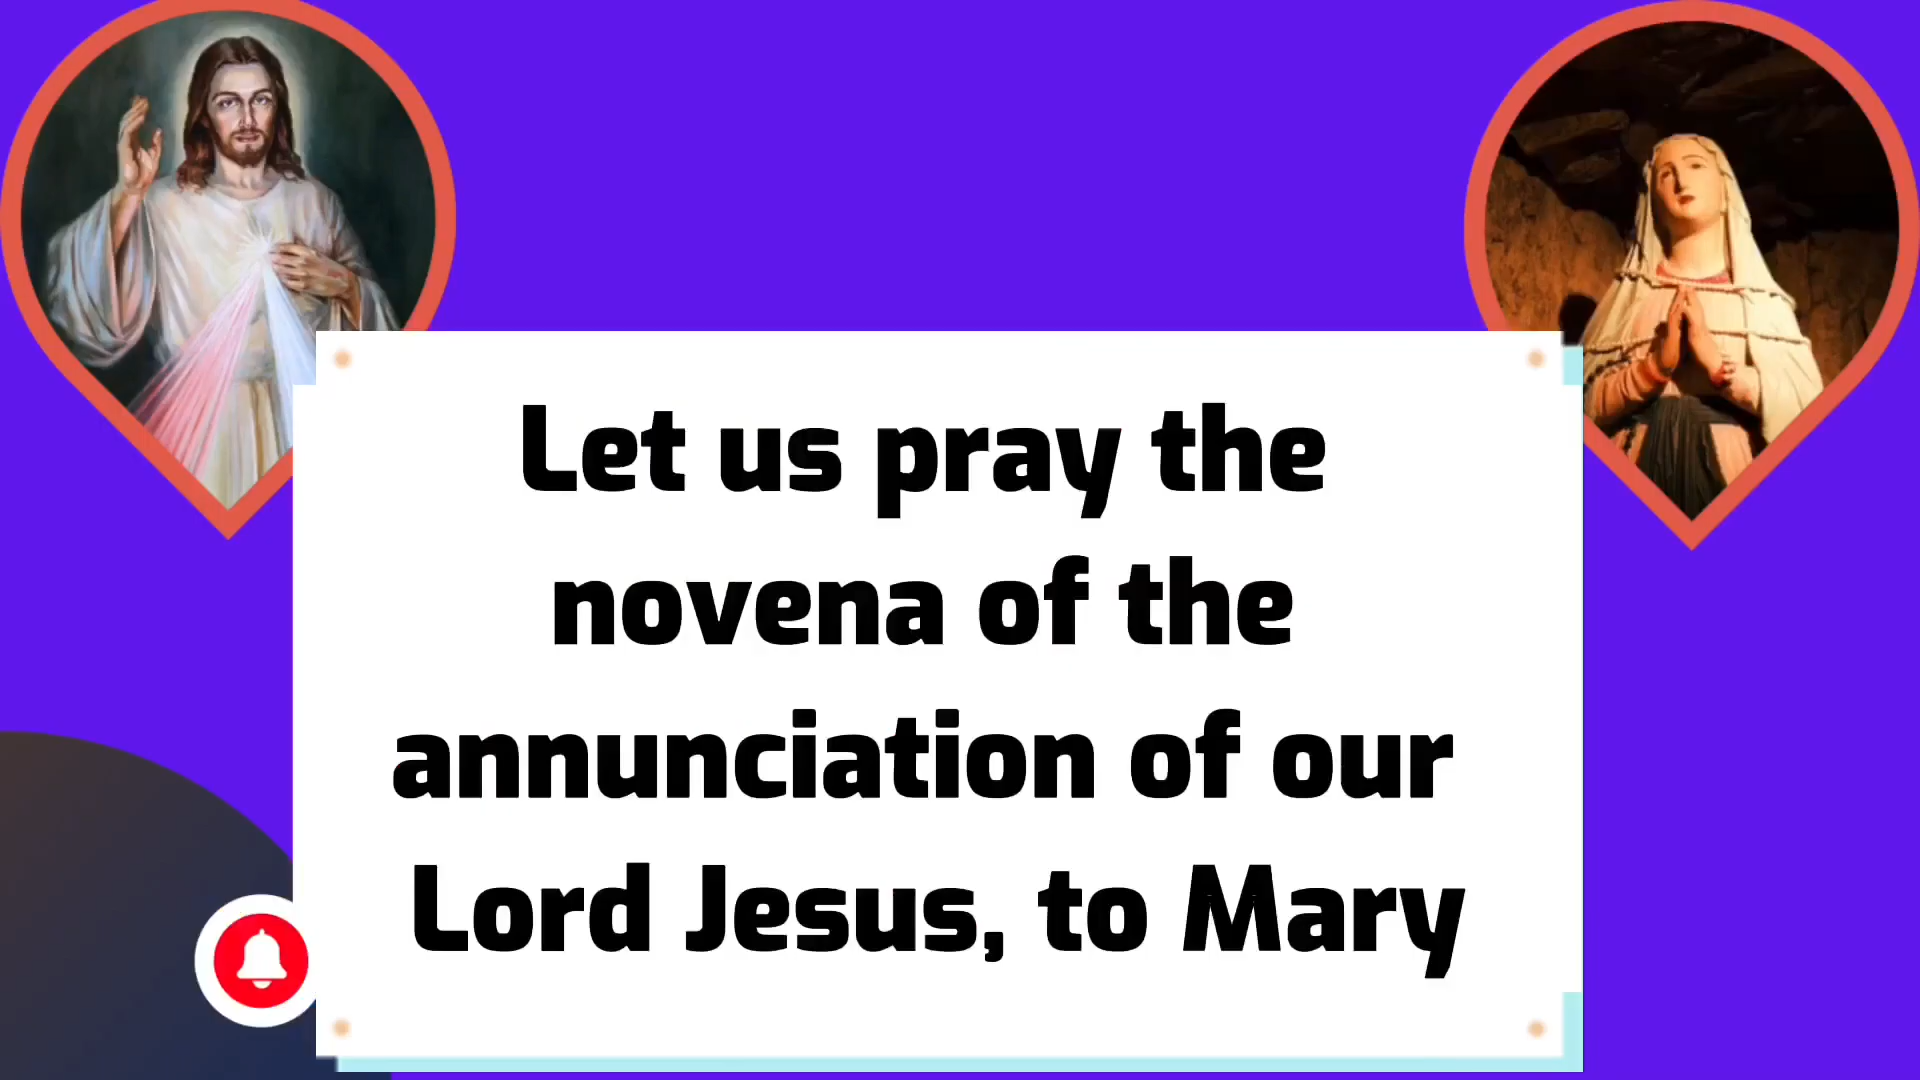 Let us pray the
novena of the
annunciation of our
Lord Jesus, to Mary